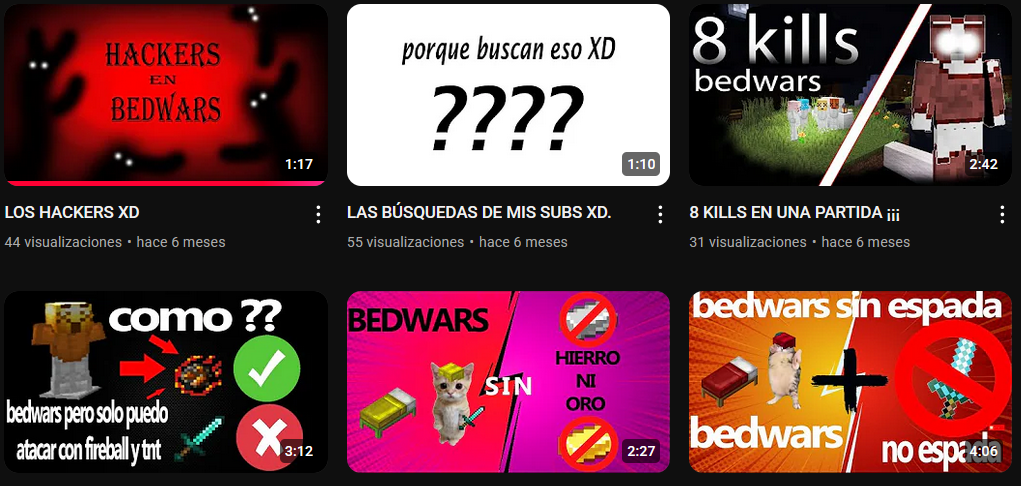 HACKERS
EN
BEDWARS
1:17
porque buscan eso XD
????
1:10
8 kills
bedwars
2:42
LOS HACKERS XD
LAS BÚSQUEDAS DE MIS SUBS XD.
8 KILLS EN UNA PARTIDA ¡¡¡
44 visualizaciones • hace 6 meses
55 visualizaciones • hace 6 meses
31 visualizaciones • hace 6 meses
como ??
bedwars pero solo puedo
atacar con fireball y tnt
3:12
BEDWARS
SIN
HIERRO
NI
ORO
2:27
bedwars sin espada
bedwars
no espada
4:06